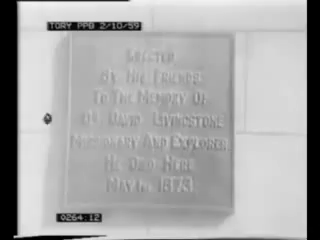 TORY PPB 2/10/59
ERECTED
BY HIS FRIENDS
TO THE MEMORY OF
DR DAVID LIVINGSTONE
MISSIONARY AND EXPLORER
HE DIED HERE
MAY 1. 1873
0264:12